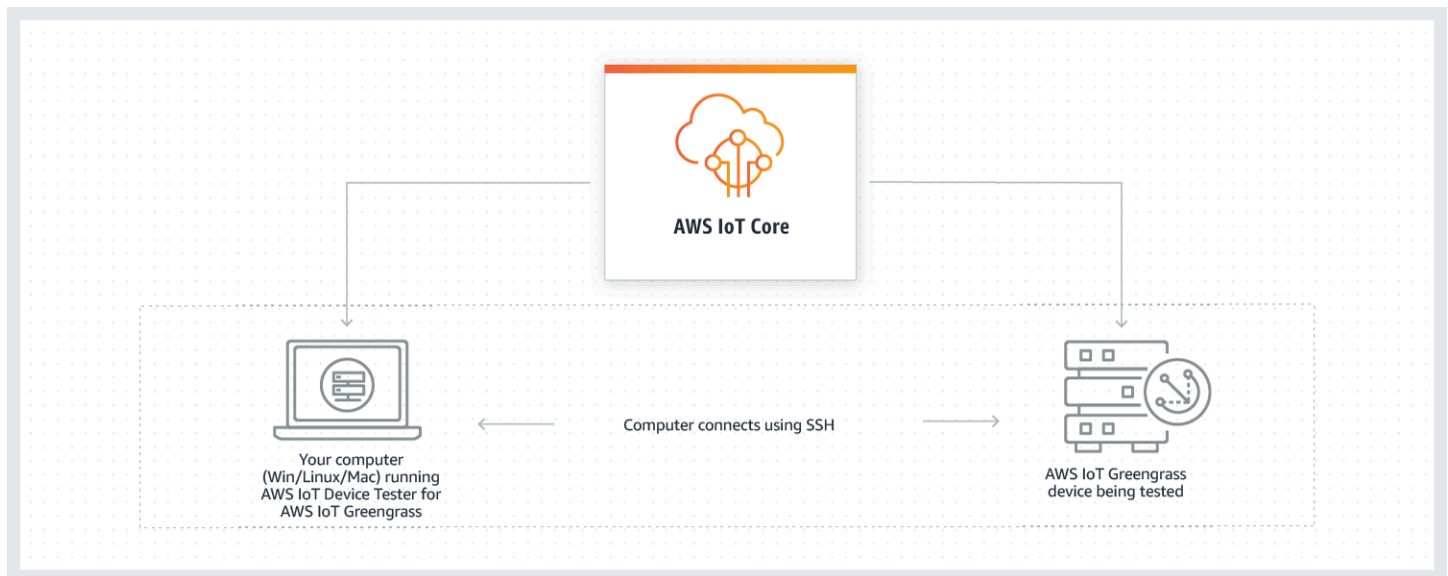 AWS IoT Core
Computer connects using SSH
Your computer
(Win/Linux/Mac) running
AWS IoT Device Tester for
AWS IoT Greengrass
AWS IoT Greengrass
device being tested